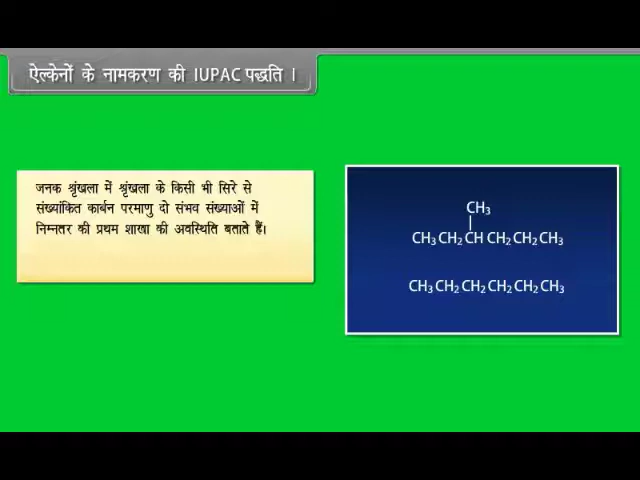 ऐल्केनों के नामकरण की IUPAC पद्धति ।
जनक श्रृंखला में श्रृंखला के किसी भी सिरे से
संख्यांकित कार्बन परमाणु दो संभव संख्याओं में
निम्नतर की प्रथम शाखा की अवस्थिति बताते हैं।
CH₃
CH₃ CH₂ CH CH₂ CH₂ CH₃
CH₃ CH₂ CH₂ CH₂ CH₂ CH₃